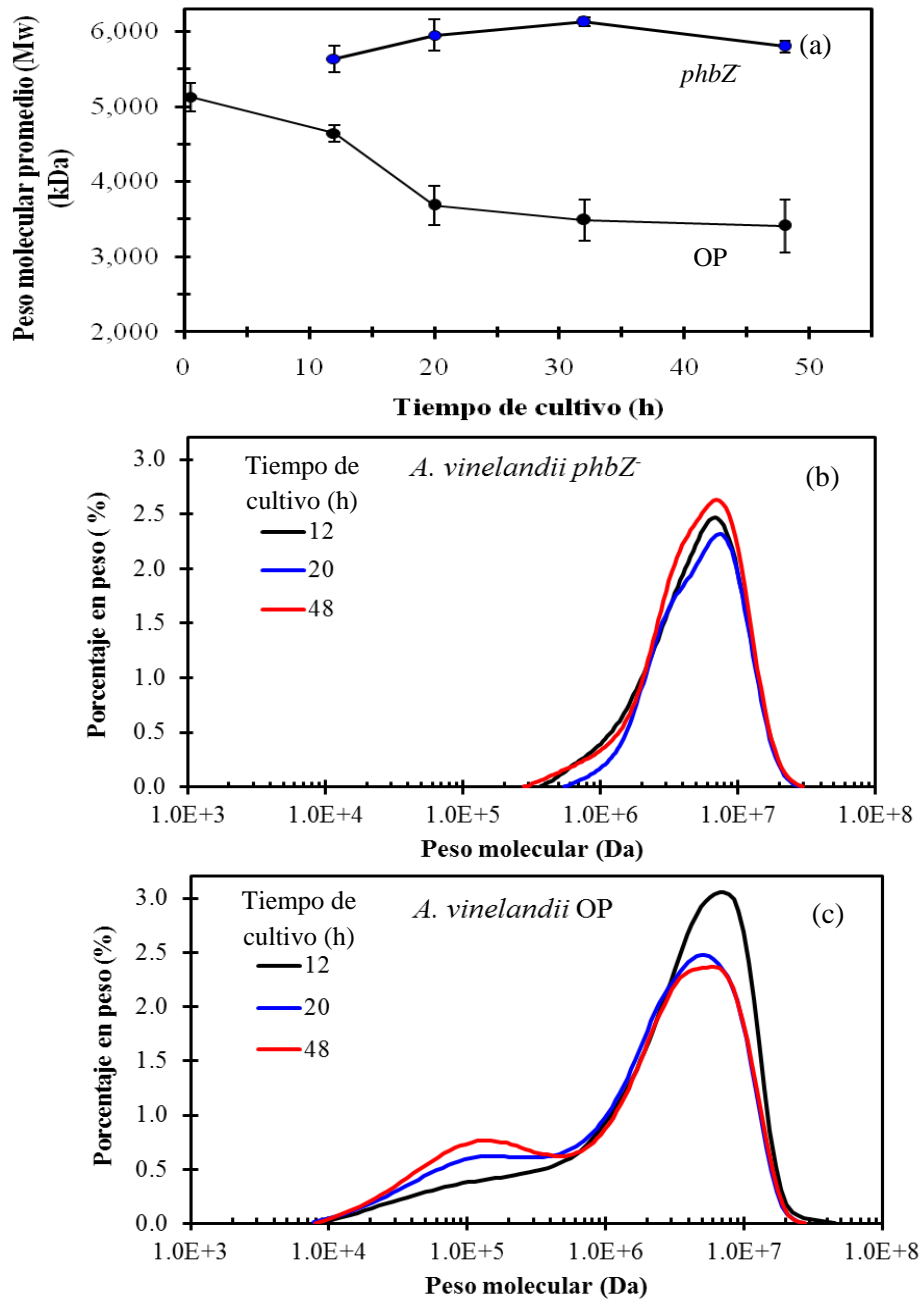 Peso molecular promedio (Mw)
(kDa)
6,000
5,000
4,000
3,000
2,000
(a)
phbZ-
OP
0 10 20 30 40 50
Tiempo de cultivo (h)
Porcentaje en peso ( %)
3.0
2.5
2.0
1.5
1.0
0.5
0.0
Tiempo de
cultivo (h)
12
20
48
A. vinelandii phbZ-
(b)
1.0E+3 1.0E+4 1.0E+5 1.0E+6 1.0E+7 1.0E+8
Peso molecular (Da)
Porcentaje en peso (%)
3.0
2.5
2.0
1.5
1.0
0.5
0.0
Tiempo de
cultivo (h)
12
20
48
A. vinelandii OP
(c)
1.0E+3 1.0E+4 1.0E+5 1.0E+6 1.0E+7 1.0E+8
Peso molecular (Da)